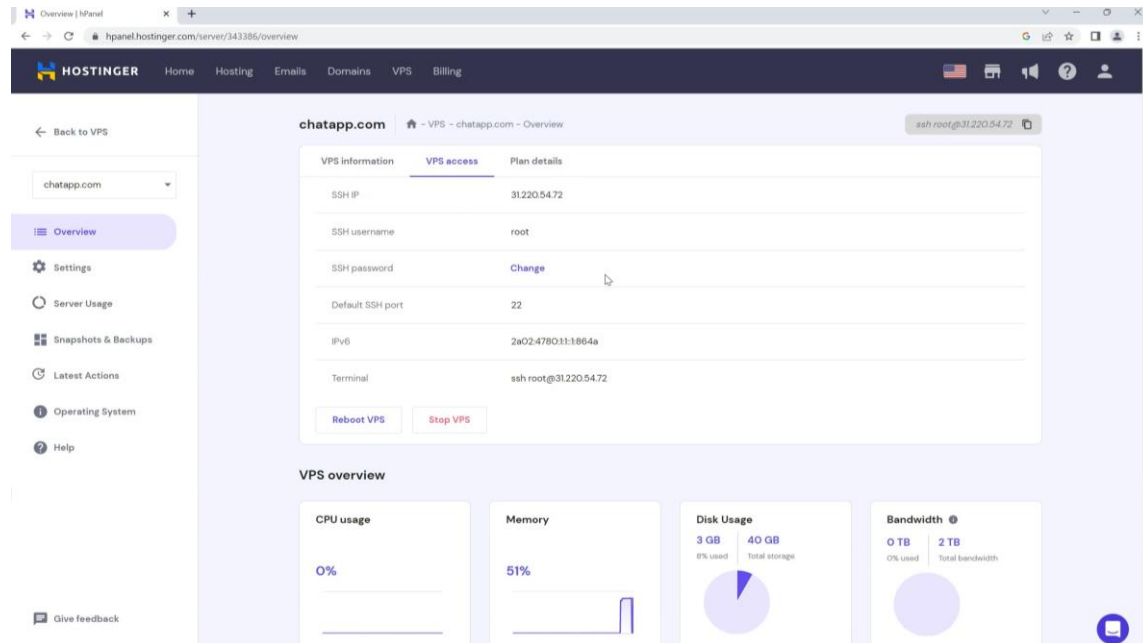 Overview | hPanel
hpanel.hostinger.com/server/343386/overview
HOSTINGER Home Hosting Emails Domains VPS Billing
Back to VPS
chatapp.com
Overview
Settings
Server Usage
Snapshots & Backups
Latest Actions
Operating System
Help
Give feedback
chatapp.com - VPS - chatapp.com - Overview
ssh root@31.220.54.72
VPS information VPS access Plan details
SSH IP 31.220.54.72
SSH username root
SSH password Change
Default SSH port 22
IPv6 2a02:4780:11:1:864a
Terminal ssh root@31.220.54.72
Reboot VPS Stop VPS
VPS overview
CPU usage
0%
Memory
51%
Disk Usage
3 GB 40 GB
8% used Total storage
Bandwidth
0 TB 2 TB
0% used Total bandwidth